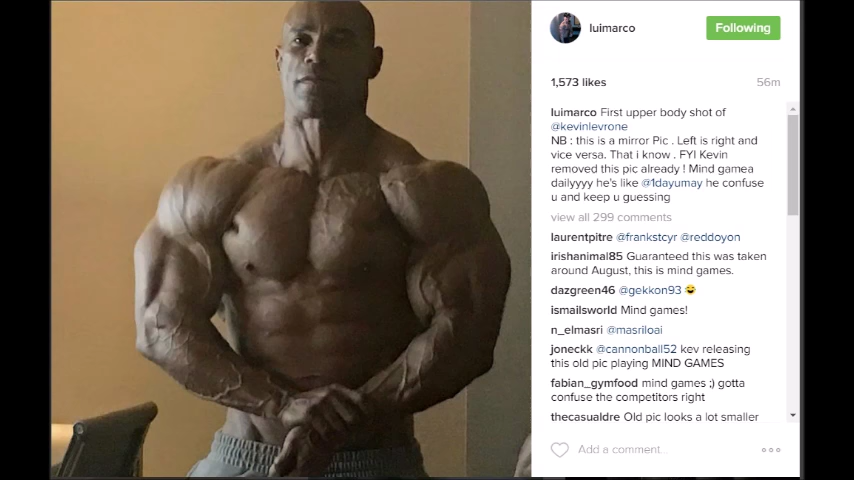 luimarco
Following
1,573 likes
56m
luimarco First upper body shot of
@kevinlevrone
NB : this is a mirror Pic . Left is right and
vice versa. That i know . FYI Kevin
removed this pic already ! Mind gamea
dailyyyy he's like @1dayumay he confuse
u and keep u guessing
view all 299 comments
laurentpitre @frankstcyr @reddoyon
irishanimal85 Guaranteed this was taken
around August, this is mind games.
dazgreen46 @gekkon93 😄
ismailsworld Mind games!
n_elmasri @masriloai
joneckk @cannonball52 kev releasing
this old pic playing MIND GAMES
fabian_gymfood mind games ;) gotta
confuse the competitors right
thecasualdre Old pic looks a lot smaller
Add a comment...